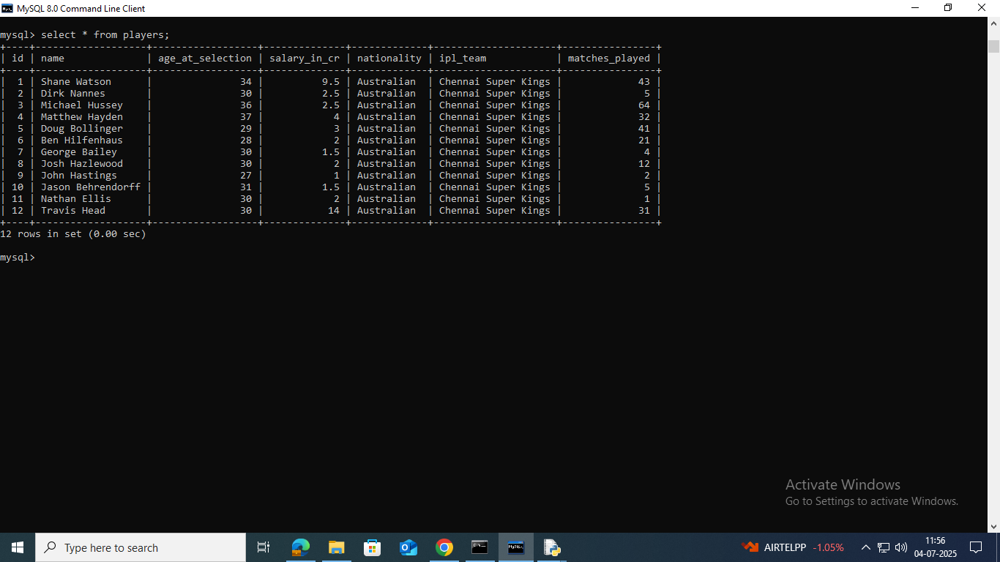 MySQL 8.0 Command Line Client
mysql> select * from players;
+----+-------------------+------------------+--------------+-------------+---------------------+----------------+
| id | name              | age_at_selection | salary_in_cr | nationality | ipl_team            | matches_played |
+----+-------------------+------------------+--------------+-------------+---------------------+----------------+
|  1 | Shane Watson      |               34 |          9.5 | Australian  | Chennai Super Kings |             43 |
|  2 | Dirk Nannes       |               30 |          2.5 | Australian  | Chennai Super Kings |              5 |
|  3 | Michael Hussey    |               36 |          2.5 | Australian  | Chennai Super Kings |             64 |
|  4 | Matthew Hayden    |               37 |            4 | Australian  | Chennai Super Kings |             32 |
|  5 | Doug Bollinger    |               29 |            3 | Australian  | Chennai Super Kings |             41 |
|  6 | Ben Hilfenhaus    |               28 |            2 | Australian  | Chennai Super Kings |             21 |
|  7 | George Bailey     |               30 |          1.5 | Australian  | Chennai Super Kings |              4 |
|  8 | Josh Hazlewood    |               30 |            2 | Australian  | Chennai Super Kings |             12 |
|  9 | John Hastings     |               27 |            1 | Australian  | Chennai Super Kings |              2 |
| 10 | Jason Behrendorff |               31 |          1.5 | Australian  | Chennai Super Kings |              5 |
| 11 | Nathan Ellis      |               30 |            2 | Australian  | Chennai Super Kings |              1 |
| 12 | Travis Head       |               30 |           14 | Australian  | Chennai Super Kings |             31 |
+----+-------------------+------------------+--------------+-------------+---------------------+----------------+
12 rows in set (0.00 sec)
mysql>
Activate Windows
Go to Settings to activate Windows.
Type here to search
AIRTELPP -1.05%
11:56
04-07-2025